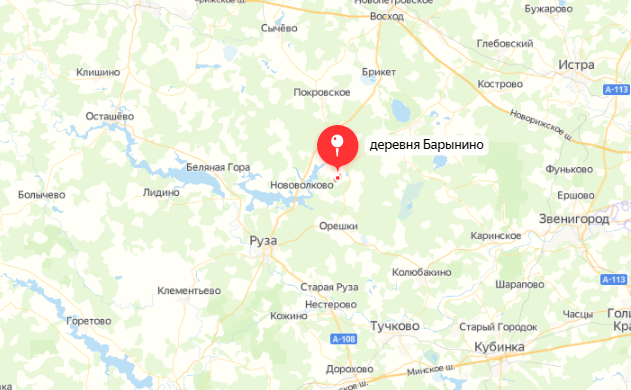 Новопетровское
Бужарово
Восход
Сычёво
Глебовский
Истра
Клишино
Брикет
Кострово
А-113
Покровское
Осташёво
Новорижское ш.
деревня Барынино
Беляная Гора
Фуньково
Нововолково
Болычево
Лидино
Ершово
Звенигород
Орешки
Каринское
Руза
Колюбакино
А-113
Старая Руза
Шарапово
Клементьево
Нестерово
Горетово
Кожино
Часцы
Голи
Тучково
Старый Городок
Кра
А-108
Кубинка
Дорохово
Минское ш.